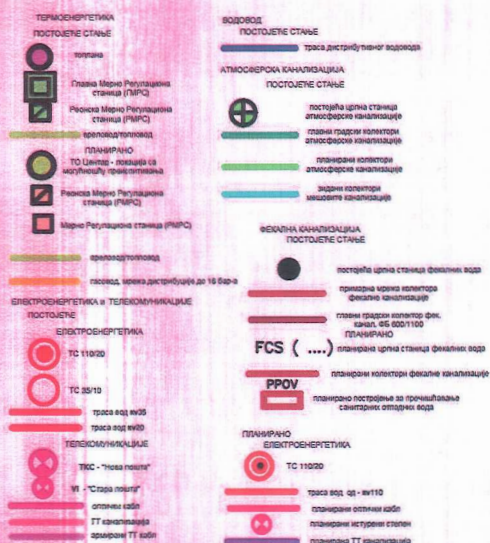 ТЕРМОЕНЕРГЕТИКА
ПОСТОЈЕЋЕ СТАЊЕ
топлана
Главна Мерно Регулациона
станица (ГМРС)
Реонска Мерно Регулациона
станица (РМРС)
вреловод/топловод
ПЛАНИРАНО
ТО Центар - локација са
могућношћу преиспитивања
Реонска Мерно Регулациона
станица (РМРС)
Мерно Регулациона станица (РМРС)
вреловод/топловод
гасовод, мрежа дистрибуције до 16 бар-а
ЕЛЕКТРОЕНЕРГЕТИКА и ТЕЛЕКОМУНИКАЦИЈЕ
ПОСТОЈЕЋЕ
ЕЛЕКТРОЕНЕРГЕТИКА
ТС 110/20
ТС 35/10
траса вод кв35
траса вод кв20
ТЕЛЕКОМУНИКАЦИЈЕ
ТКС - "Нова пошта"
VI - "Стара пошта"
оптички кабл
ТТ канализација
армирани ТТ кабл
ВОДОВОД
ПОСТОЈЕЋЕ СТАЊЕ
траса дистрибутивног водовода
АТМОСФЕРСКА КАНАЛИЗАЦИЈА
ПОСТОЈЕЋЕ СТАЊЕ
постојећа црпна станица
атмосферске канализације
главни градски колектори
атмосферске канализације
планирани колектори
атмосферске канализације
зидани колектори
мешовите канализације
ФЕКАЛНА КАНАЛИЗАЦИЈА
ПОСТОЈЕЋЕ СТАЊЕ
постојећа црпна станица фекалних вода
примарна мрежа колектора
фекалне канализације
главни градски колектор фек.
канал. ФБ 600/1100
ПЛАНИРАНО
FCS (....) планирана црпна станица фекалних вода
планирани колектори фекалне канализације
PPOV
планирано постројење за пречишћавање
санитарних отпадних вода
ПЛАНИРАНО
ЕЛЕКТРОЕНЕРГЕТИКА
ТС 110/20
траса вод од - кв110
планирани оптички кабл
планирани истурени степен
планирана ТТ канализација